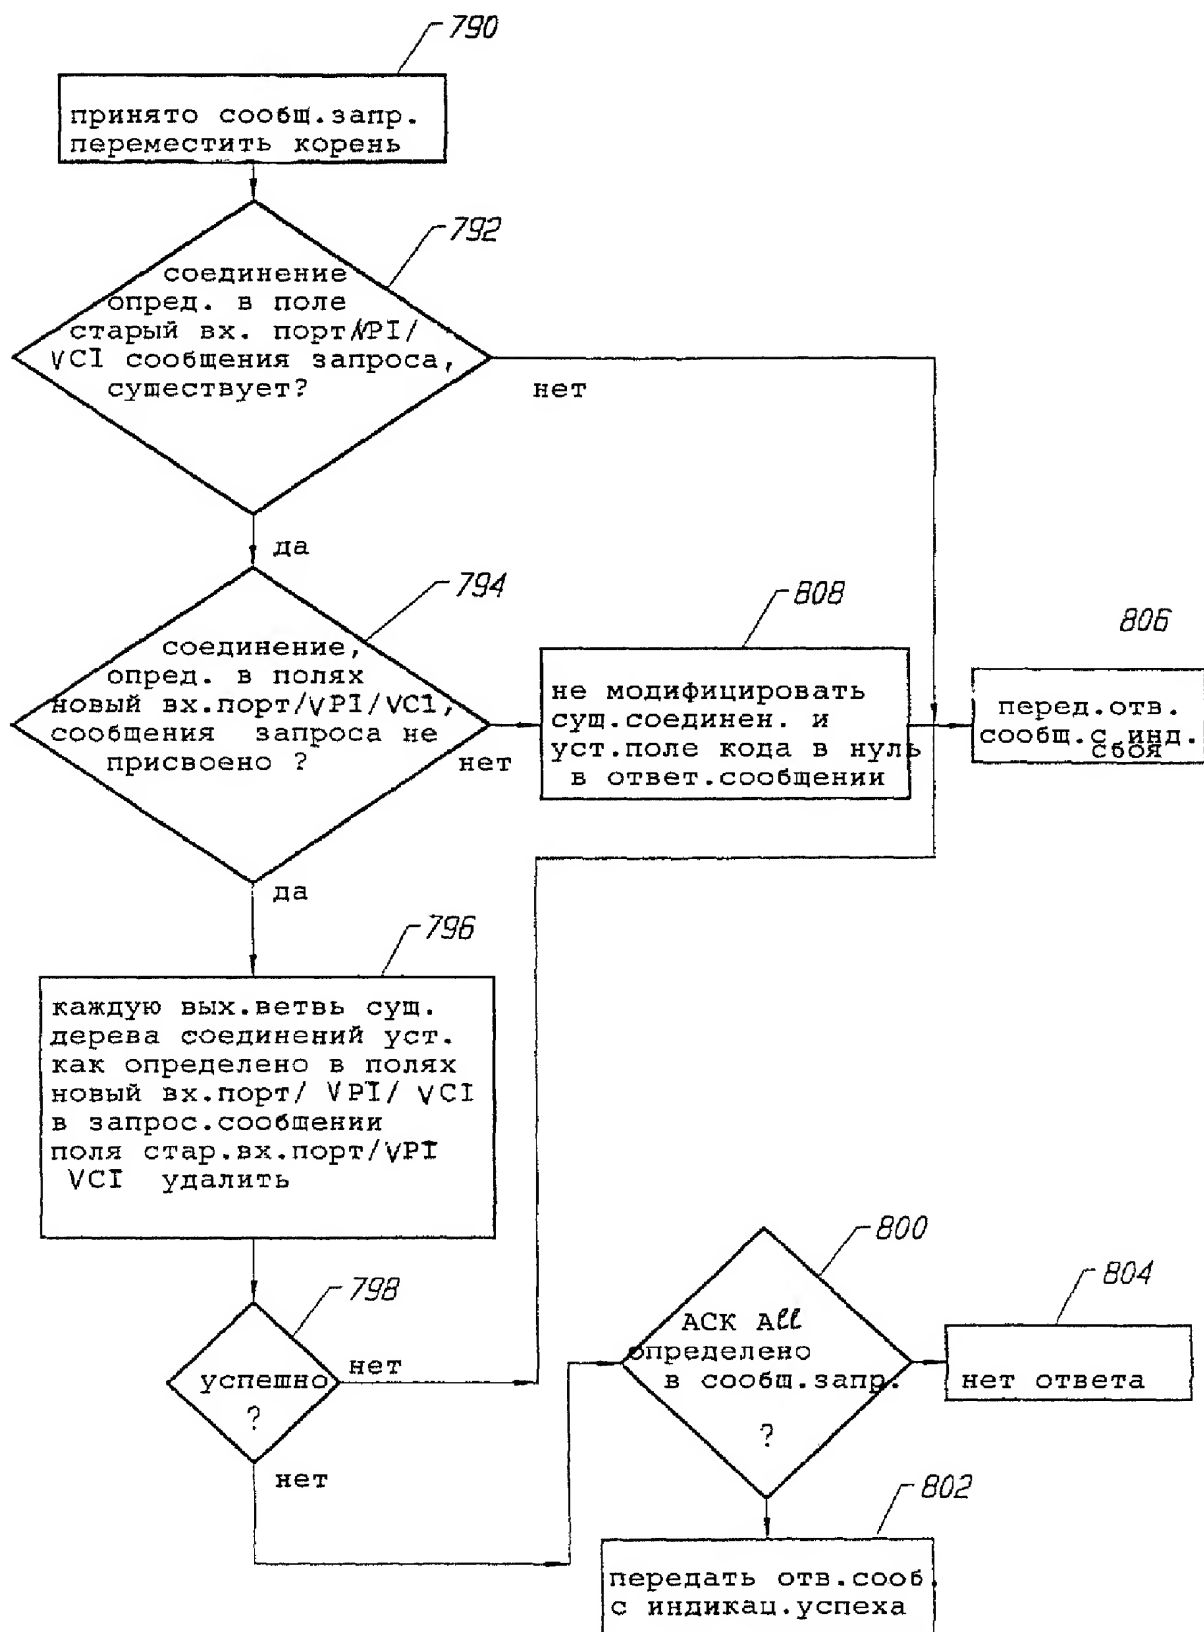 790
принято сообщ.запр.
переместить корень
792
соединение
опред. в поле
старый вх. порт/VPI/
VC1 сообщения запроса,
существует?
нет
да
794
соединение,
опред. в полях
новый вх.порт/VPI/VC1,
сообщения запроса не
присвоено ?
нет
808
не модифицировать
сущ.соединен. и
уст.поле кода в нуль
в ответ.сообщении
806
перед.отв.
сообщ.с инд.
сбоя
да
796
каждую вых.ветвь сущ.
дерева соединений уст.
как определено в полях
новый вх.порт/ VPI/ VCI
в запрос.сообщении
поля стар.вх.порт/VPI
VCI удалить
798
успешно
?
нет
нет
800
ACK All
определено
в сообщ.запр.
?
804
нет ответа
802
передать отв.сооб.
с индикац.успеха